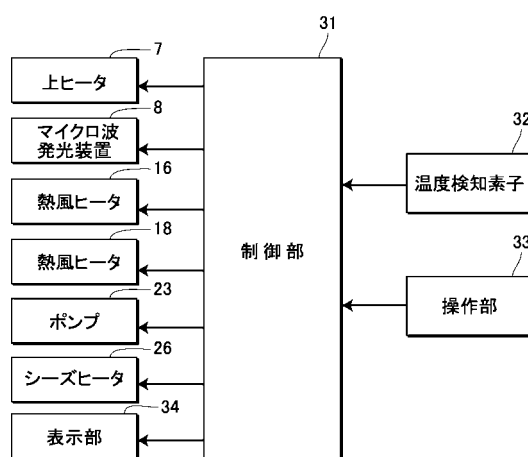 7
上ヒータ
8
マイクロ波
発光装置
16
熱風ヒータ
18
熱風ヒータ
23
ポンプ
26
シーズヒータ
34
表示部
31
制御部
32
温度検知素子
33
操作部